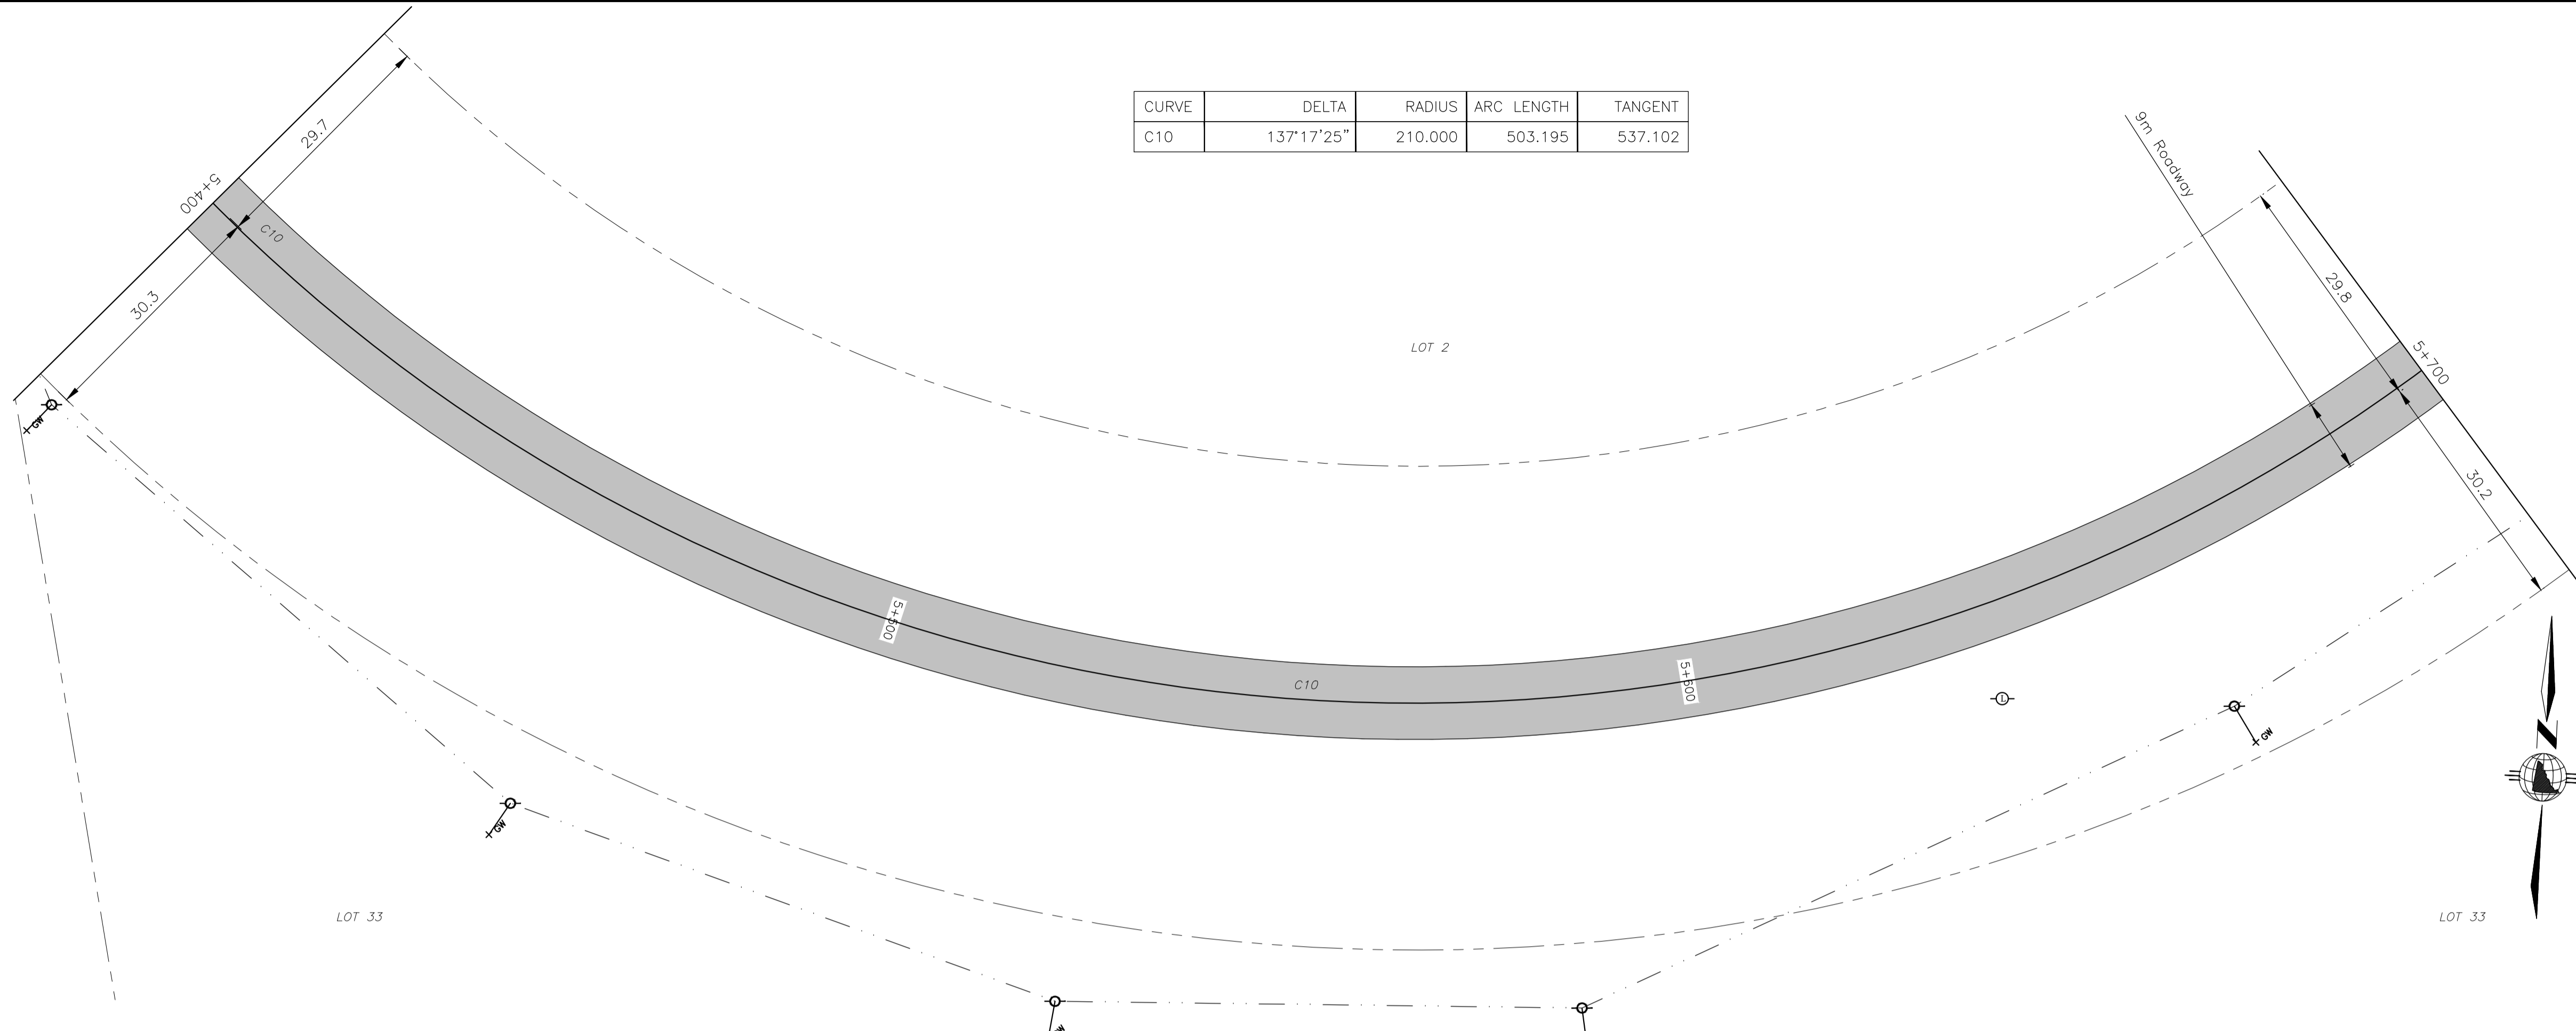 CURVE DELTA RADIUS ARC LENGTH TANGENT
C10 137°17'25" 210.000 503.195 537.102
29.7
5+400
C10
30.3
GW
9m Roadway
29.8
5+700
30.2
LOT 2
5+500
C10
5+600
L
GW
N
GW
LOT 33
LOT 33